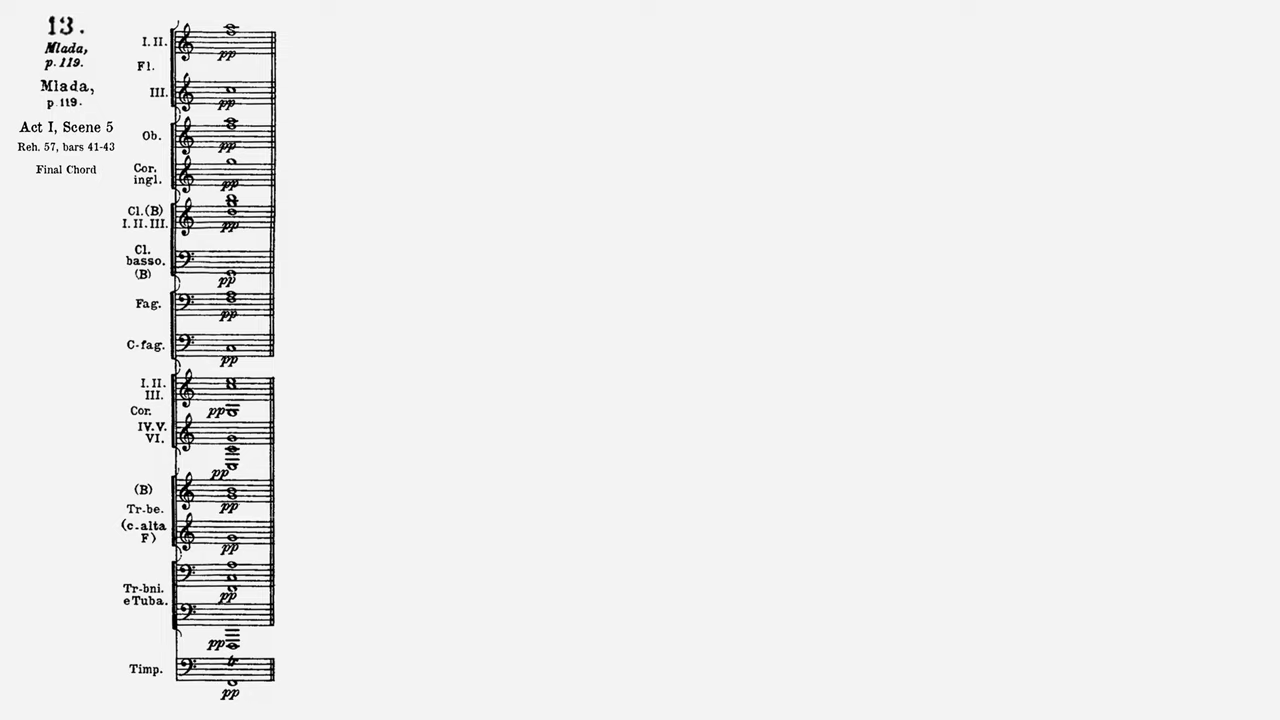 13.
Mlada,
p. 119.
Mlada,
p. 119.
Act I, Scene 5
Reh. 57, bars 41-43
Final Chord
I. II.
pp
Fl.
III.
pp
Ob.
pp
Cor.
ingl.
pp
Cl. (B)
I. II. III.
pp
Cl.
basso.
(B)
pp
Fag.
pp
C-fag.
pp
I. II.
III.
Cor.
pp
IV. V.
VI.
pp
(B)
pp
Tr-be.
(c-alta
F)
pp
Tr-bni.
e Tuba.
pp
pp
Timp.
tr
pp